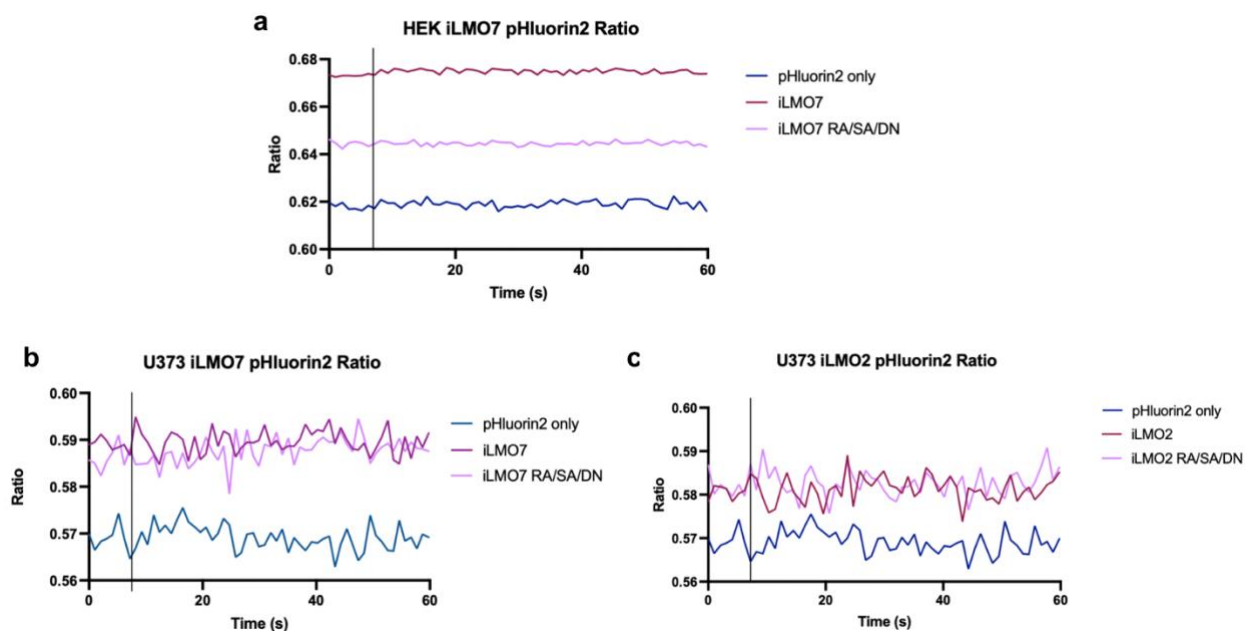 a
HEK iLMO7 pHluorin2 Ratio
0.68
0.66
0.64
0.62
0.60
Ratio
0
20
40
60
Time (s)
pHluorin2 only
iLMO7
iLMO7 RA/SA/DN
b
U373 iLMO7 pHluorin2 Ratio
0.60
0.59
0.58
0.57
0.56
Ratio
0
20
40
60
Time (s)
pHluorin2 only
iLMO7
iLMO7 RA/SA/DN
c
U373 iLMO2 pHluorin2 Ratio
0.60
0.59
0.58
0.57
0.56
Ratio
0
20
40
60
Time (s)
pHluorin2 only
iLMO2
iLMO2 RA/SA/DN